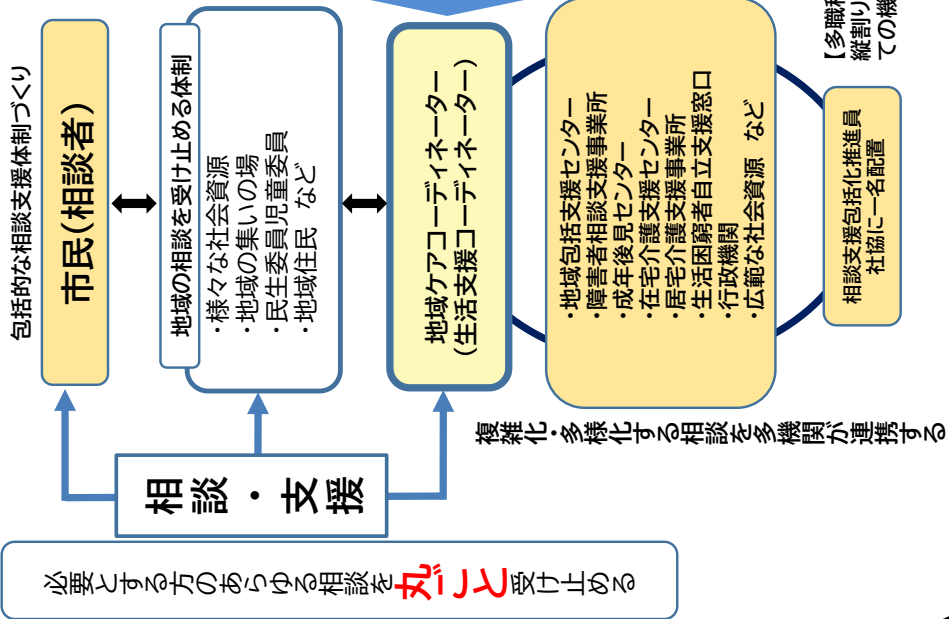 包括的な相談支援体制づくり
市民(相談者)
地域の相談を受け止める体制
・様々な社会資源
・地域の集いの場
・民生委員児童委員
・地域住民 など
地域ケアコーディネーター
(生活支援コーディネーター)
・地域包括支援センター
・障害者相談支援事業所
・成年後見センター
・在宅介護支援センター
・居宅介護支援事業所
・生活困窮者自立支援窓口
・行政機関
・広範な社会資源 など
相談支援包括化推進員
社協に一名配置
【多職種
縦割り
ての機
複雑化・多様化する相談を多機関が連携する
相談・支援
必要とする方のあらゆる相談を丸ごと受け止める